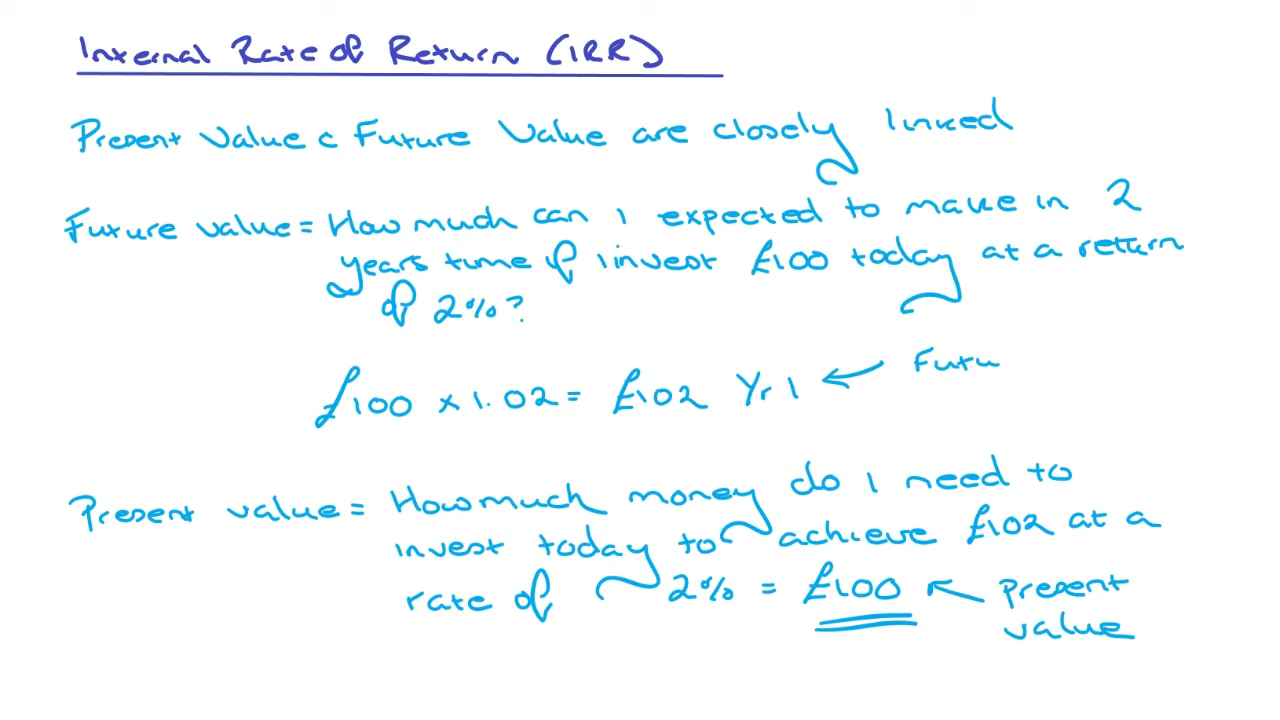 Internal Rate of Return (IRR)
Present Value & Future Value are closely linked
Future value = How much can I expected to make in 2
years time if I invest £100 today at a return
of 2%?
£100 x 1.02 = £102 Yr 1 ← Futu
Present value = How much money do I need to
invest today to achieve £102 at a
rate of 2% = £100 ← present
value